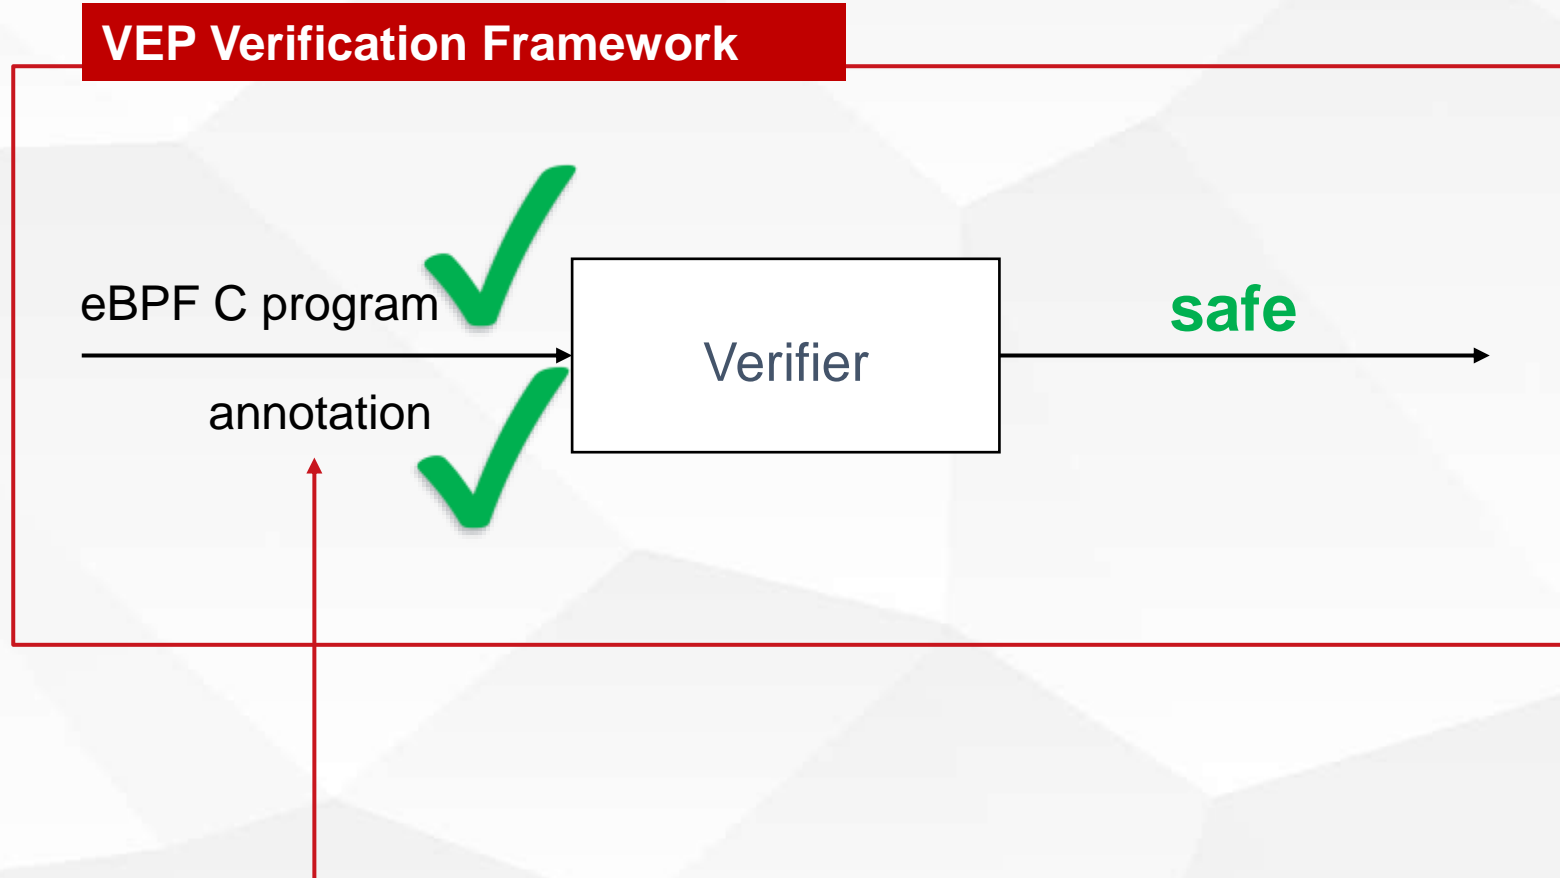 VEP Verification Framework
eBPF C program
annotation
Verifier
safe